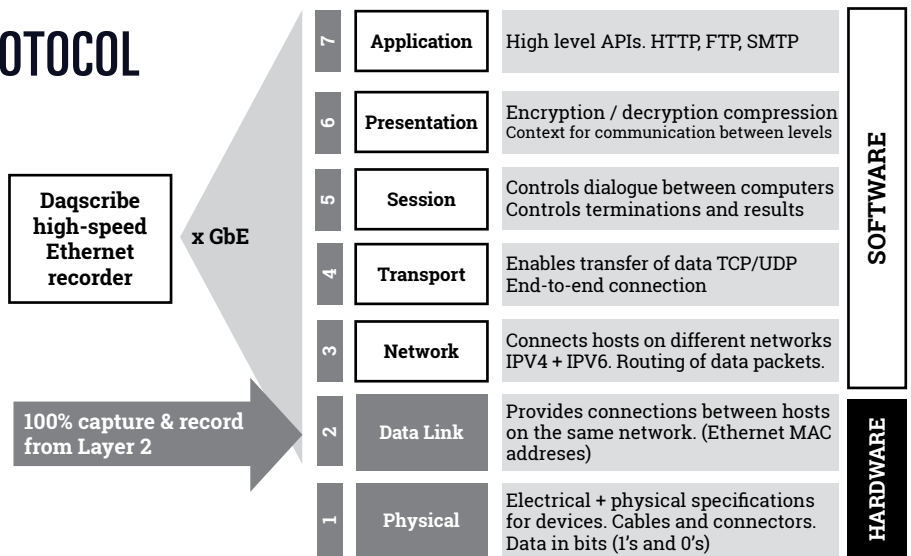 OTOCOL
7
Application
High level APIs. HTTP, FTP, SMTP
6
Presentation
Encryption / decryption compression
Context for communication between levels
5
Session
Controls dialogue between computers
Controls terminations and results
4
Transport
Enables transfer of data TCP/UDP
End-to-end connection
3
Network
Connects hosts on different networks
IPV4 + IPV6. Routing of data packets.
2
Data Link
Provides connections between hosts
on the same network. (Ethernet MAC
addreses)
1
Physical
Electrical + physical specifications
for devices. Cables and connectors.
Data in bits (1's and 0's)
SOFTWARE
HARDWARE
Daqscribe
high-speed
Ethernet
recorder
x GbE
100% capture & record
from Layer 2